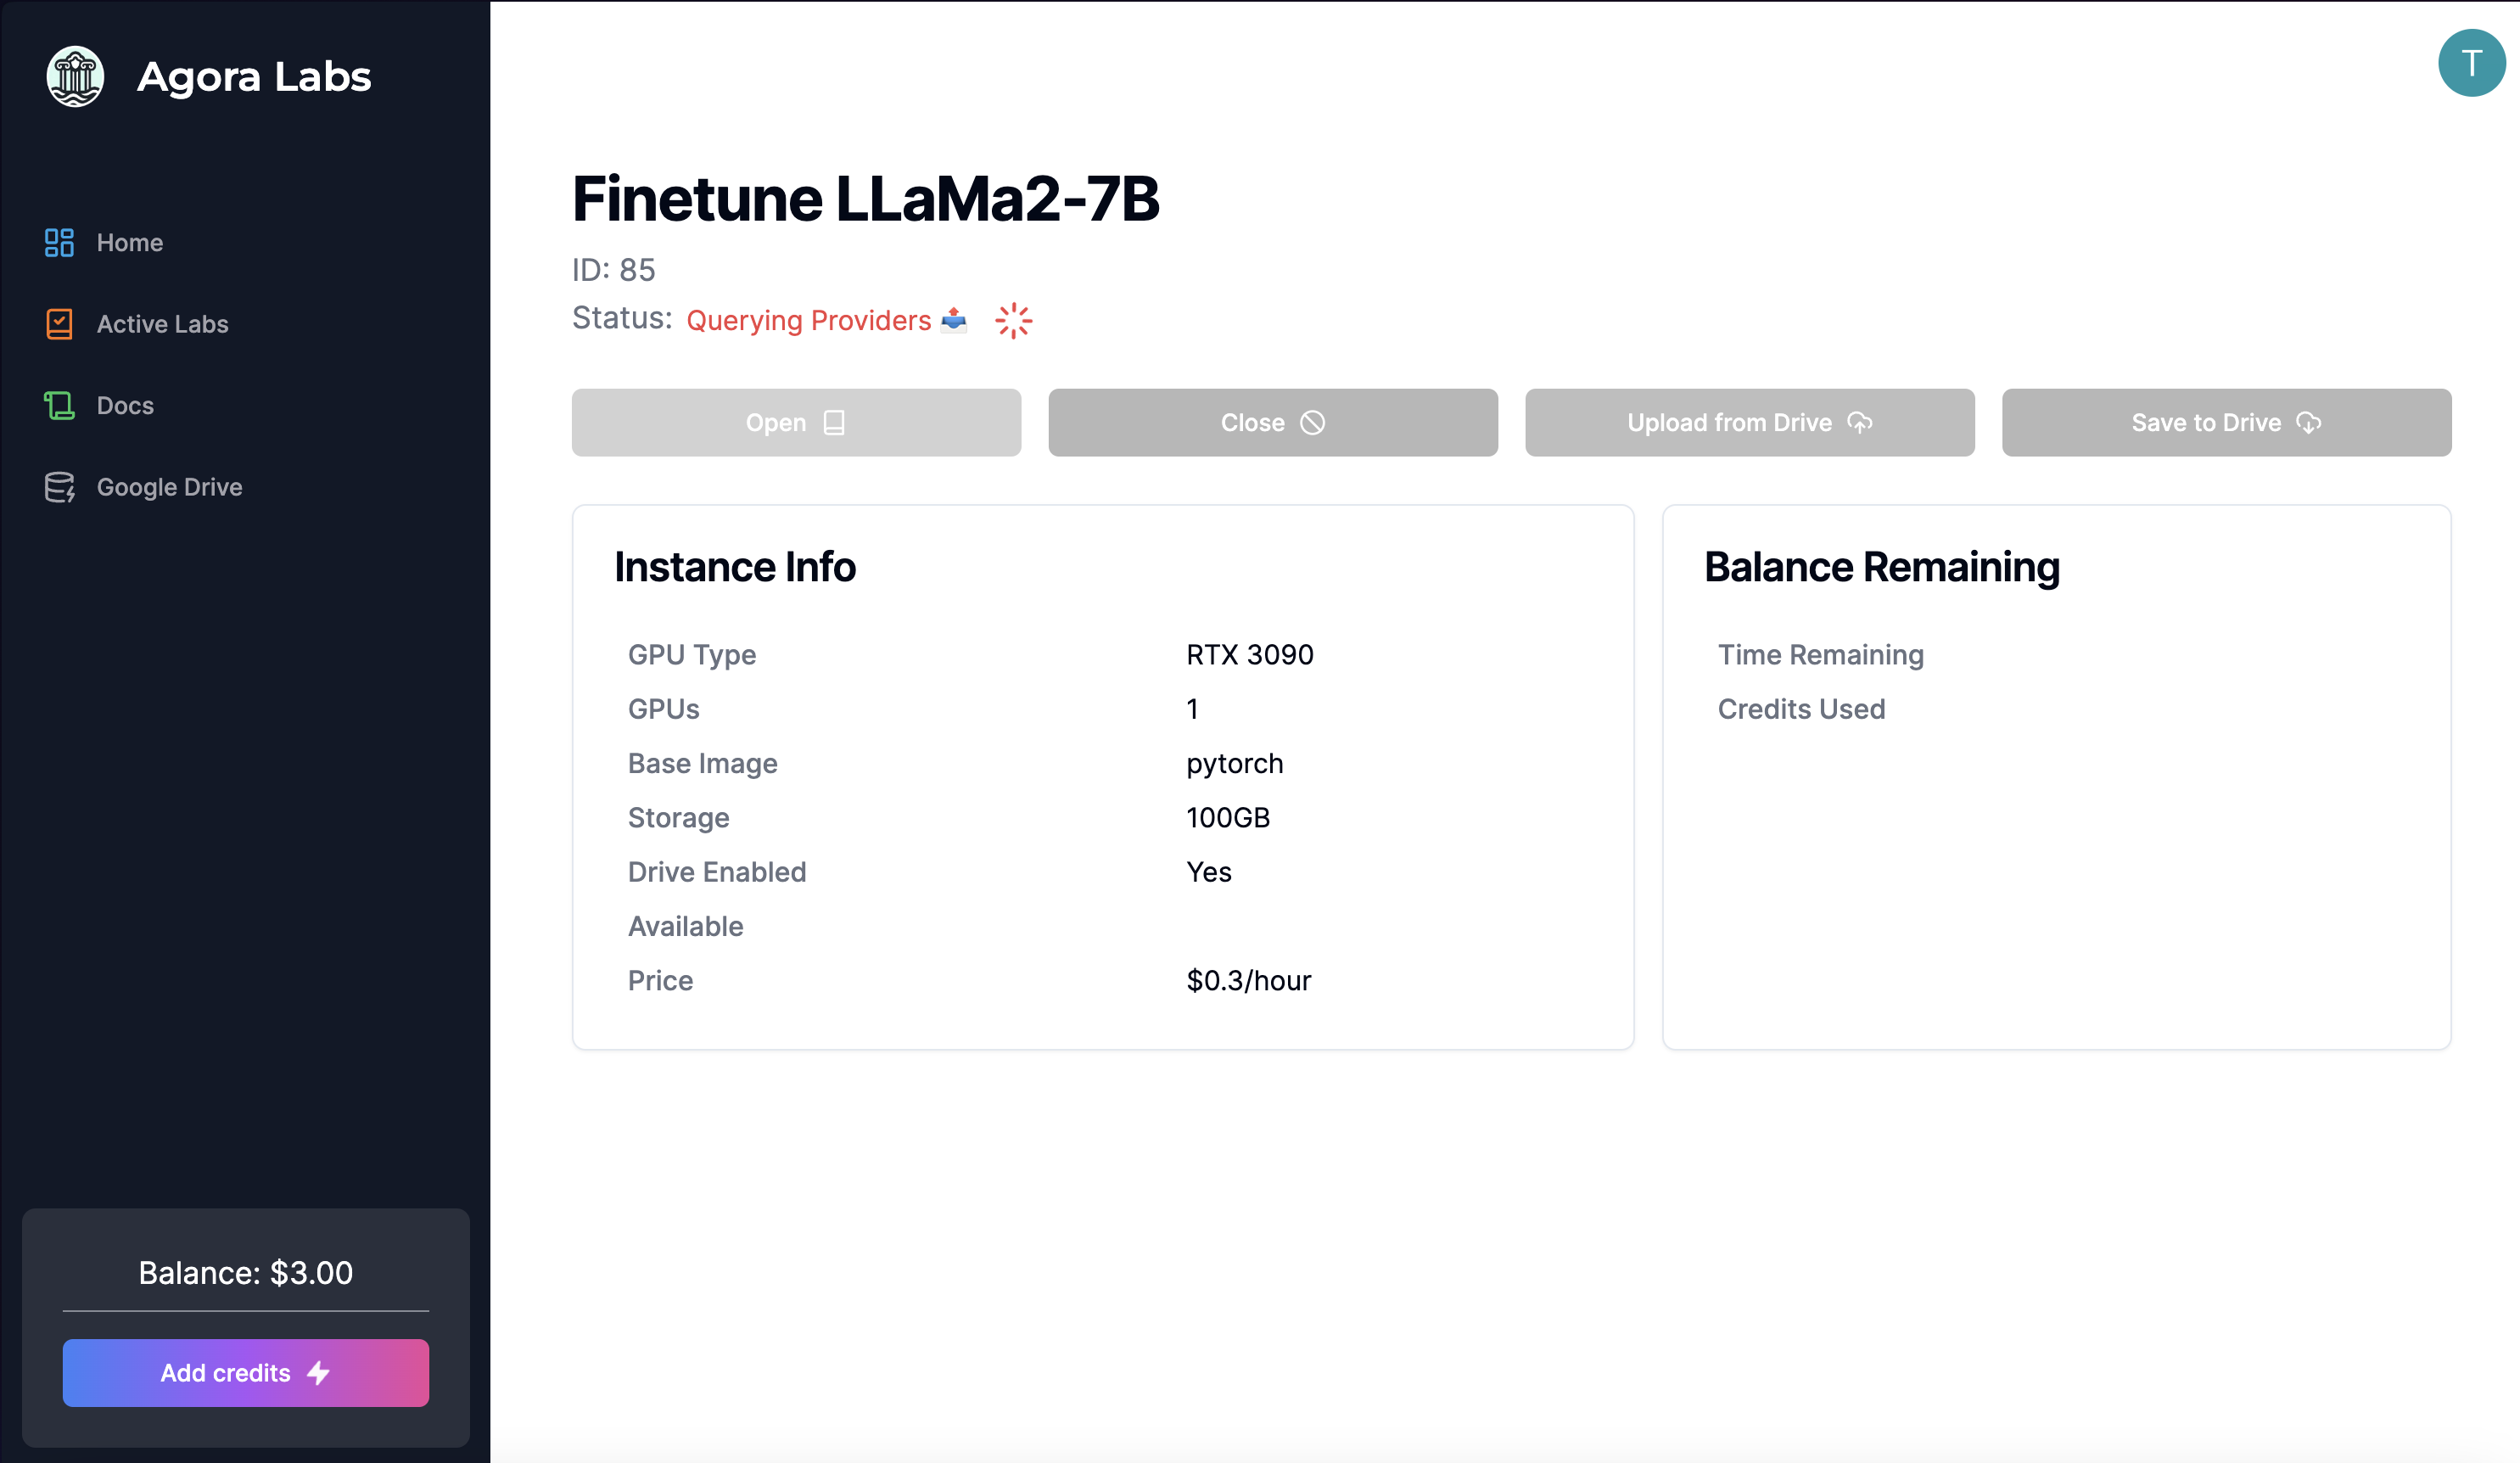 Agora Labs
T
Home
Active Labs
Docs
Google Drive
Balance: $3.00
Add credits
Finetune LLaMa2-7B
ID: 85
Status: Querying Providers 📤
Open
Close
Upload from Drive
Save to Drive
Instance Info
GPU Type RTX 3090
GPUs 1
Base Image pytorch
Storage 100GB
Drive Enabled Yes
Available
Price $0.3/hour
Balance Remaining
Time Remaining
Credits Used